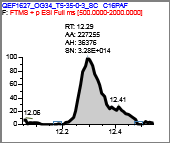 QEF1527_OG34_T5-35-0-3_SC C16PAF
F: FTMS + p ESI Full ms [500.0000-2000.0000]
RT: 12.29
AA: 227255
AH: 36376
SN: 3.28E+014
100
80
60
40
20
0
12.06
12.41
12.2
12.4